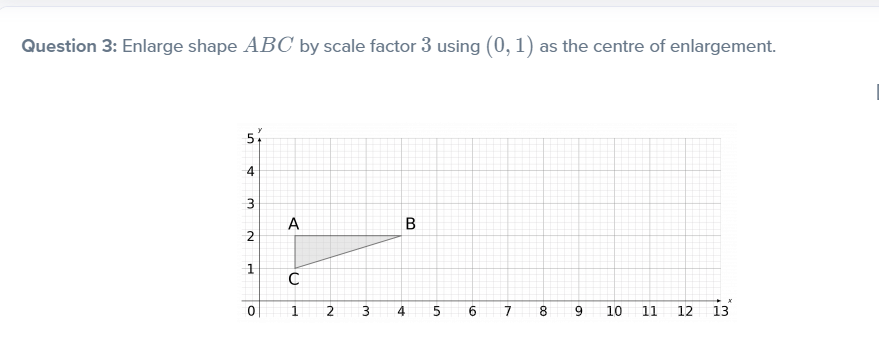 Question 3: Enlarge shape ABC by scale factor 3 using (0, 1) as the centre of enlargement.
y
5
4
3
A B
2
1
C
0 1 2 3 4 5 6 7 8 9 10 11 12 13 x